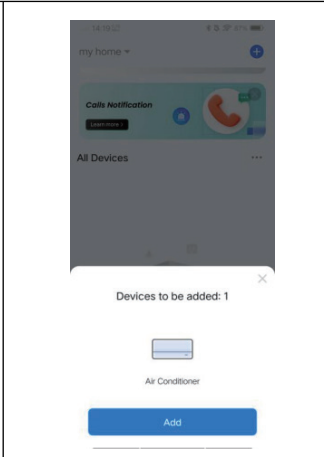 my home
Calls Notification
Learn more >
All Devices
Devices to be added: 1
Air Conditioner
Add